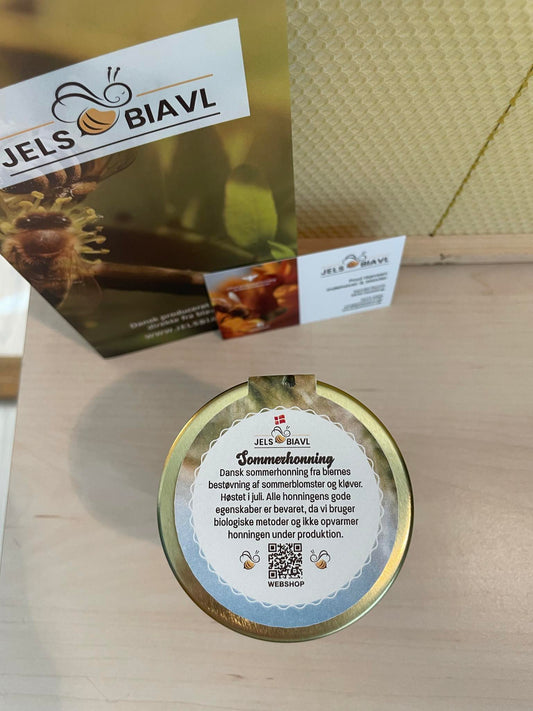 JELS BIAVL
Dansk produceret
direkte fra
WWW.JELSBIA
JELS BIAVL
JELS BIAVL
Sommerhonning
Dansk sommerhonning fra biernes
bestøvning af sommerblomster og kløver.
Høstet i juli. Alle honningens gode
egenskaber er bevaret, da vi bruger
biologiske metoder og ikke opvarmer
honningen under produktion.
WEBSHOP